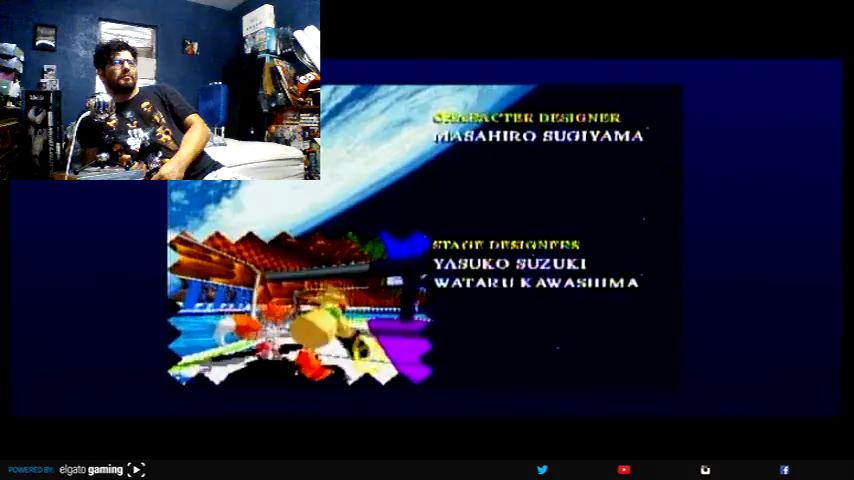 CHARACTER DESIGNER
MASAHIRO SUGIYAMA
STAGE DESIGNERS
YASUKO SUZUKI
WATARU KAWASHIMA
POWERED BY: elgato gaming